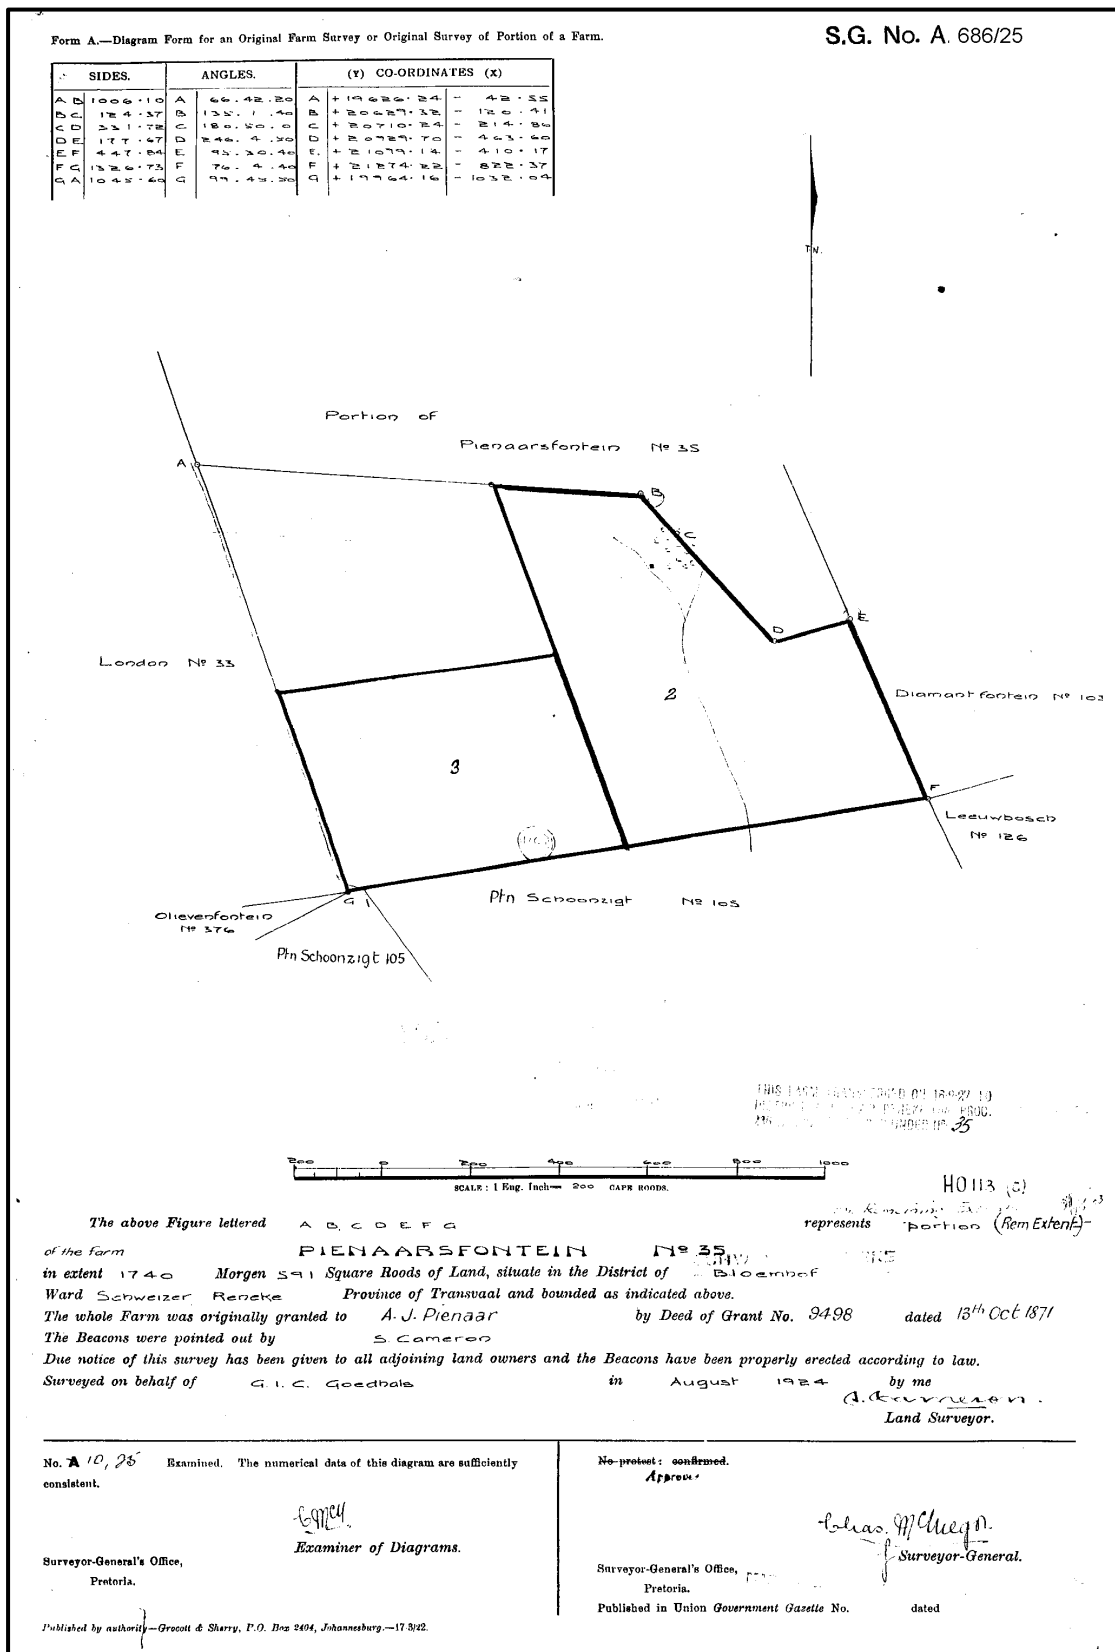 Form A.—Diagram Form for an Original Farm Survey or Original Survey of Portion of a Farm.
S.G. No. A. 686/25
SIDES. ANGLES. (Y) CO-ORDINATES (X)
A B 1006·10 A 66.42.20 A +19626·24 - 42·55
B C 124·37 B 135.1.40 B +20629·32 - 120·41
C D 331·72 C 180.50.0 C +20710·24 - 214·86
D E 177·67 D 246.4.50 D +20929·70 - 463·60
E F 447·84 E 95.30.40 E +21099·14 - 410·17
F G 1326·73 F 76.4.40 F +21274·22 - 822·37
G A 1045·60 G 99.45.50 G +19964·16 - 1032·04
T.N.
Portion of
Pienaarsfontein No 35
A
B
C
D
E
London No 33
2
Diamantfontein No 103
3
F
Leeuwbosch
No 126
G 1
Ptn Schoonzigt No 105
Olievenfontein
No 376
Ptn Schoonzigt 105
35
200 0 200 400 600 800 1000
SCALE: 1 Eng. Inch= 200 CAPE ROODS.
HO 113 (c)
The above Figure lettered A B C D E F G represents portion (Rem Extent)-
of the farm PIENAARSFONTEIN No 35
in extent 1740 Morgen 591 Square Roods of Land, situate in the District of Bloemhof
Ward Schweizer Reneke Province of Transvaal and bounded as indicated above.
The whole Farm was originally granted to A. J. Pienaar by Deed of Grant No. 9498 dated 13th Oct 1871
The Beacons were pointed out by S. Cameron
Due notice of this survey has been given to all adjoining land owners and the Beacons have been properly erected according to law.
Surveyed on behalf of G. I. C. Goedhals in August 1924 by me
Land Surveyor.
No. A 10,25 Examined. The numerical data of this diagram are sufficiently
consistent.
Examiner of Diagrams.
Surveyor-General's Office,
Pretoria.
No protest: confirmed.
Approved
Chas. McGregor.
Surveyor-General.
Surveyor-General's Office,
Pretoria.
Published in Union Government Gazette No. dated
Published by authority—Grocott & Sherry, P.O. Box 2404, Johannesburg.—17/3/22.